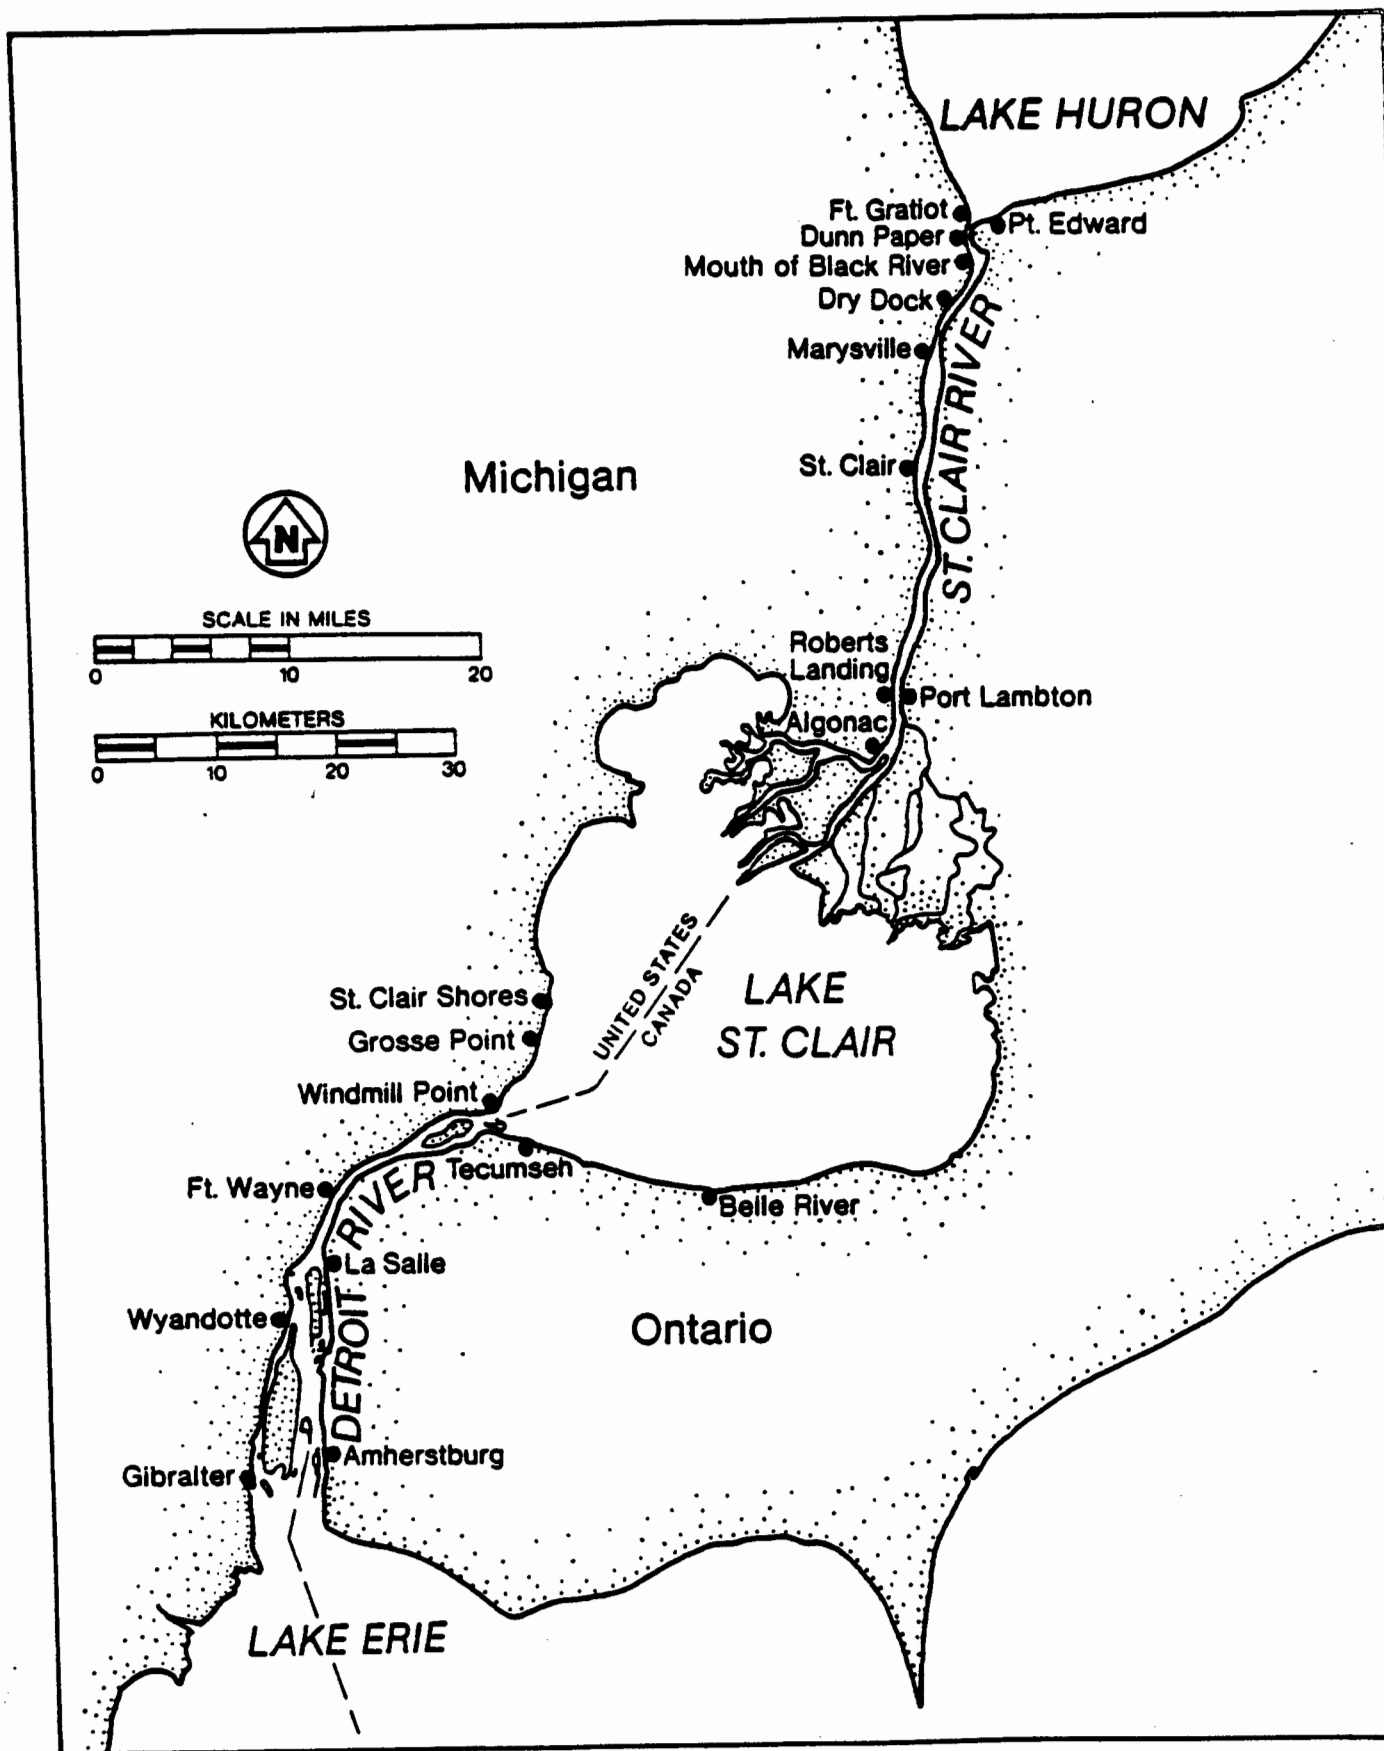 LAKE HURON
Ft. Gratiot
Pt. Edward
Dunn Paper
Mouth of Black River
Dry Dock
Marysville
ST. CLAIR RIVER
St. Clair
Michigan
N
SCALE IN MILES
0 10 20
KILOMETERS
0 10 20 30
Roberts
Landing
Port Lambton
Algonac
UNITED STATES
CANADA
LAKE
ST. CLAIR
St. Clair Shores
Grosse Point
Windmill Point
Tecumseh
Belle River
Ft. Wayne
DETROIT RIVER
La Salle
Wyandotte
Ontario
Amherstburg
Gibralter
LAKE ERIE